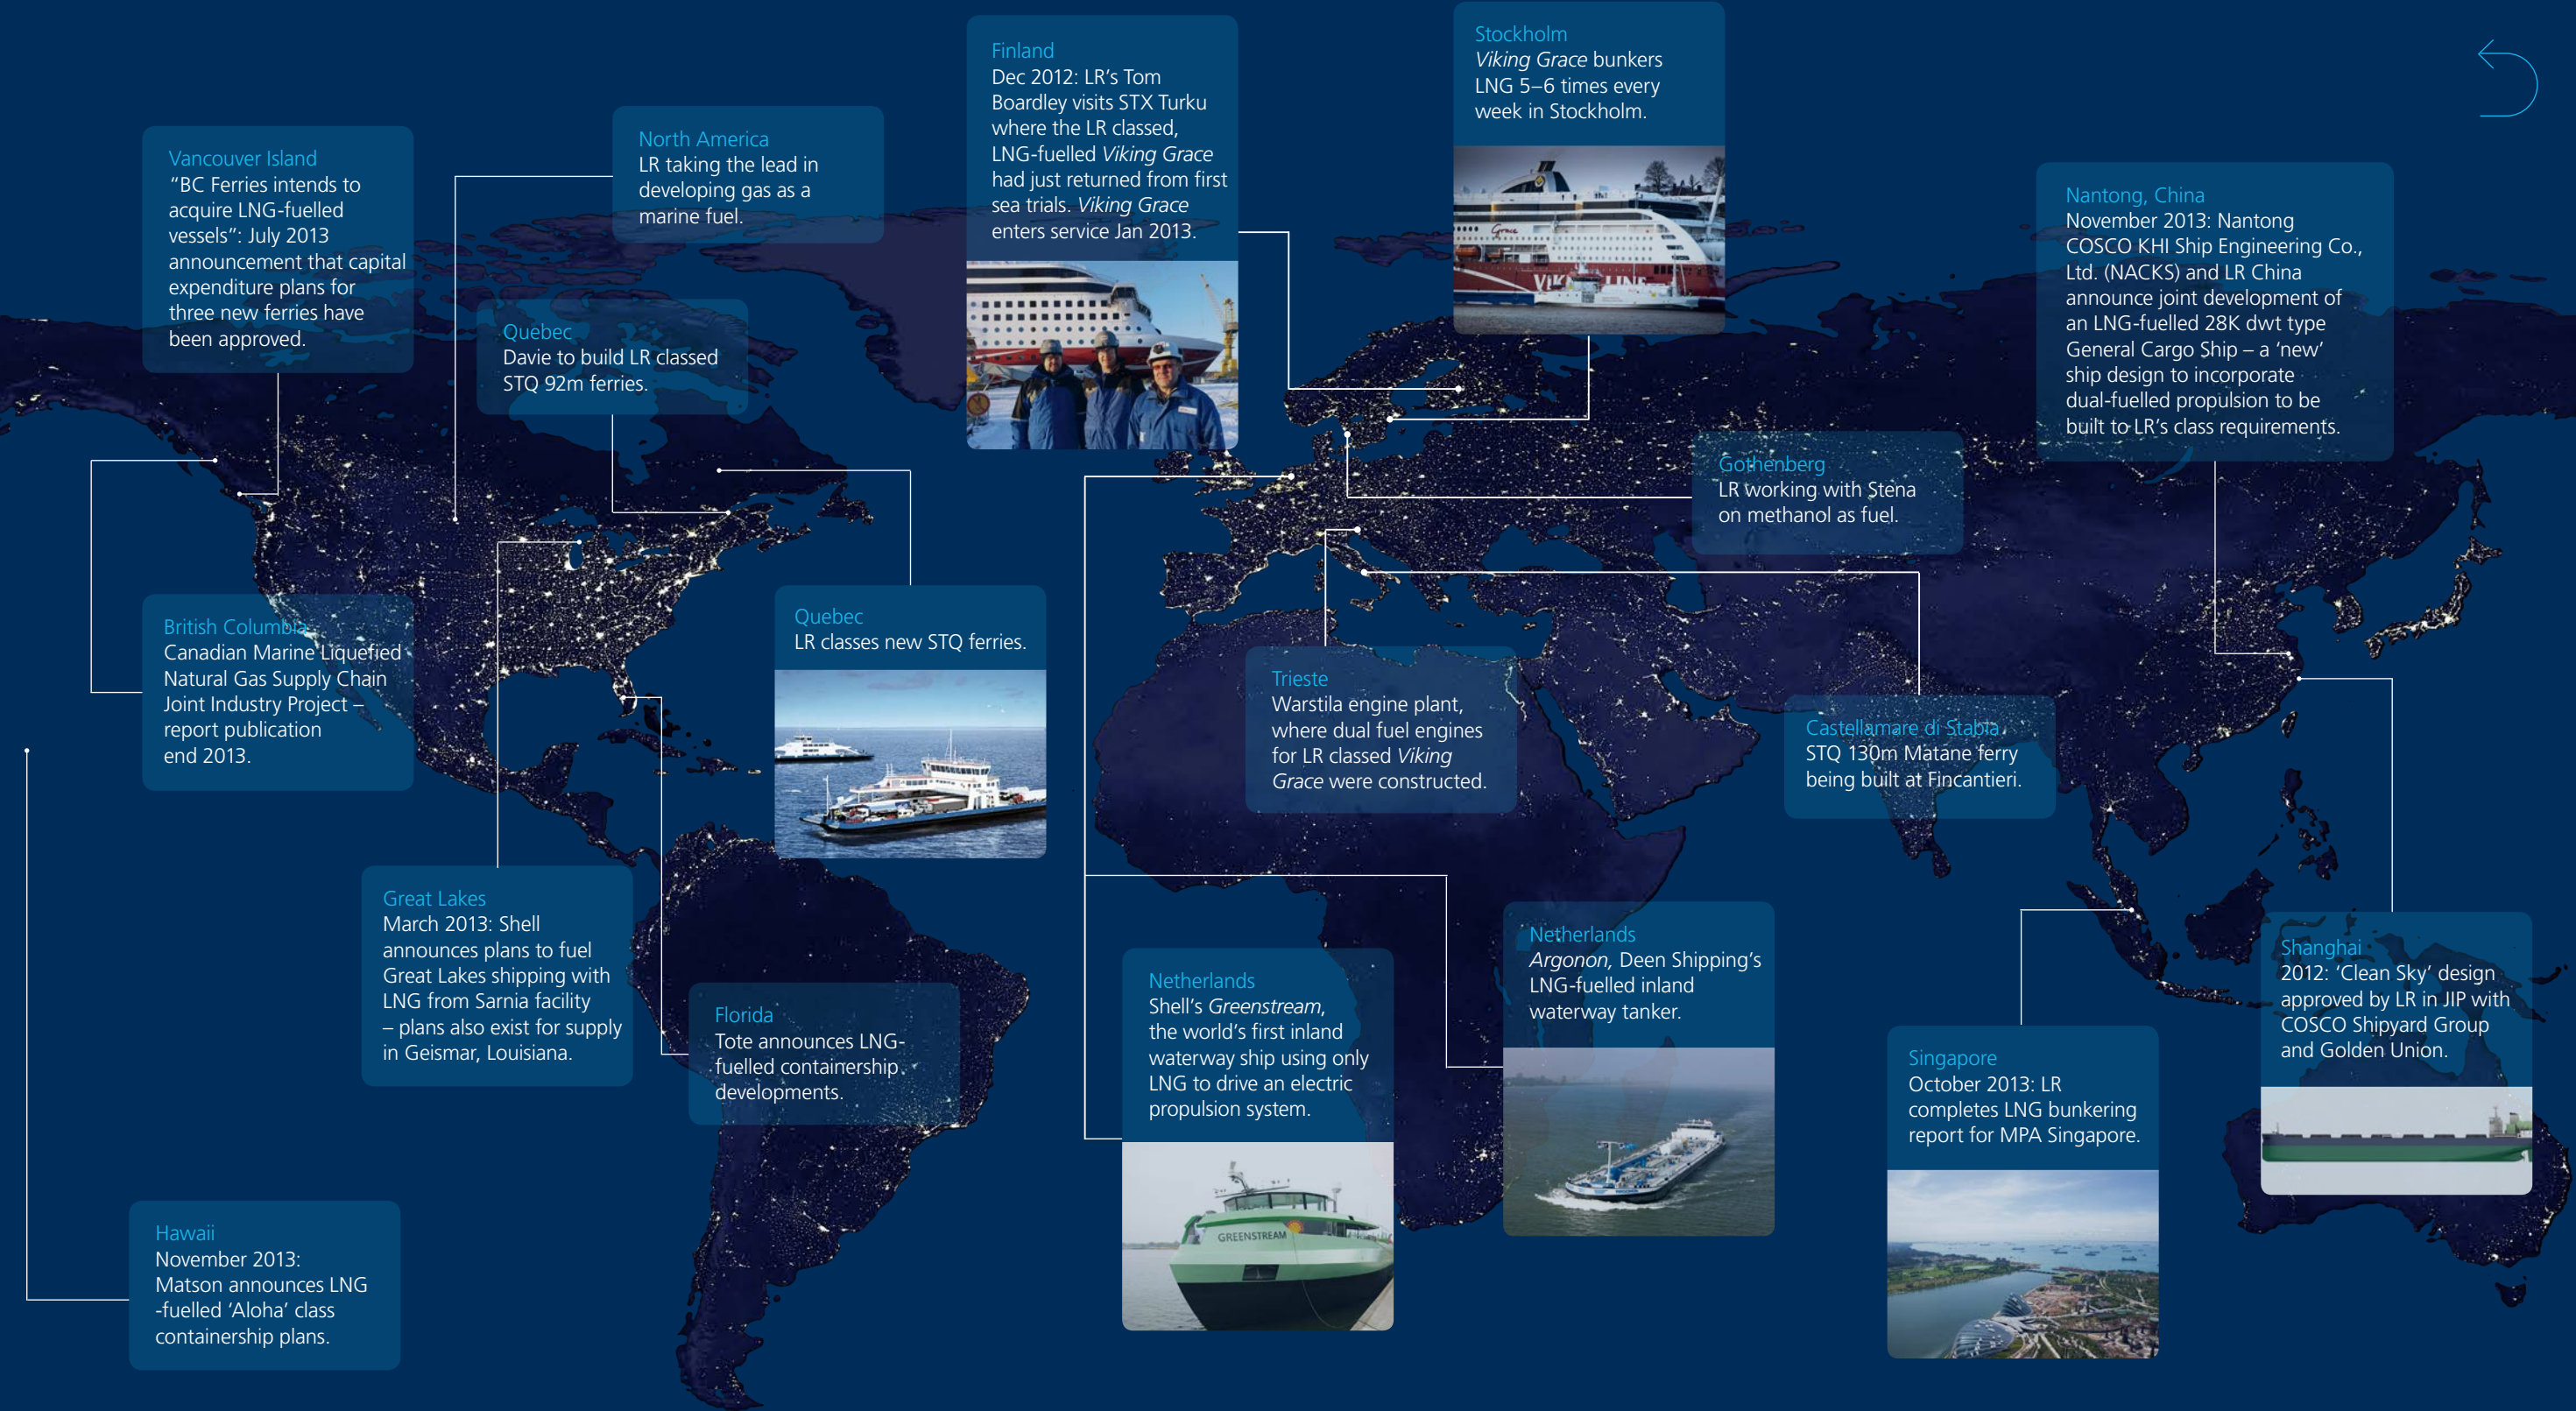 Vancouver Island
“BC Ferries intends to
acquire LNG-fuelled
vessels”: July 2013
announcement that capital
expenditure plans for
three new ferries have
been approved.
North America
LR taking the lead in
developing gas as a
marine fuel.
Finland
Dec 2012: LR’s Tom
Boardley visits STX Turku
where the LR classed,
LNG-fuelled Viking Grace
had just returned from first
sea trials. Viking Grace
enters service Jan 2013.
Stockholm
Viking Grace bunkers
LNG 5–6 times every
week in Stockholm.
Grace
VIKING LINE
Nantong, China
November 2013: Nantong
COSCO KHI Ship Engineering Co.,
Ltd. (NACKS) and LR China
announce joint development of
an LNG-fuelled 28K dwt type
General Cargo Ship – a ‘new’
ship design to incorporate
dual-fuelled propulsion to be
built to LR’s class requirements.
Quebec
Davie to build LR classed
STQ 92m ferries.
Gothenberg
LR working with Stena
on methanol as fuel.
British Columbia
Canadian Marine Liquefied
Natural Gas Supply Chain
Joint Industry Project –
report publication
end 2013.
Quebec
LR classes new STQ ferries.
Trieste
Warstila engine plant,
where dual fuel engines
for LR classed Viking
Grace were constructed.
Castellamare di Stabia
STQ 130m Matane ferry
being built at Fincantieri.
Great Lakes
March 2013: Shell
announces plans to fuel
Great Lakes shipping with
LNG from Sarnia facility
– plans also exist for supply
in Geismar, Louisiana.
Florida
Tote announces LNG-
fuelled containership
developments.
Netherlands
Shell’s Greenstream,
the world’s first inland
waterway ship using only
LNG to drive an electric
propulsion system.
GREENSTREAM
Netherlands
Argonon, Deen Shipping’s
LNG-fuelled inland
waterway tanker.
Singapore
October 2013: LR
completes LNG bunkering
report for MPA Singapore.
Shanghai
2012: ‘Clean Sky’ design
approved by LR in JIP with
COSCO Shipyard Group
and Golden Union.
Hawaii
November 2013:
Matson announces LNG
-fuelled ‘Aloha’ class
containership plans.